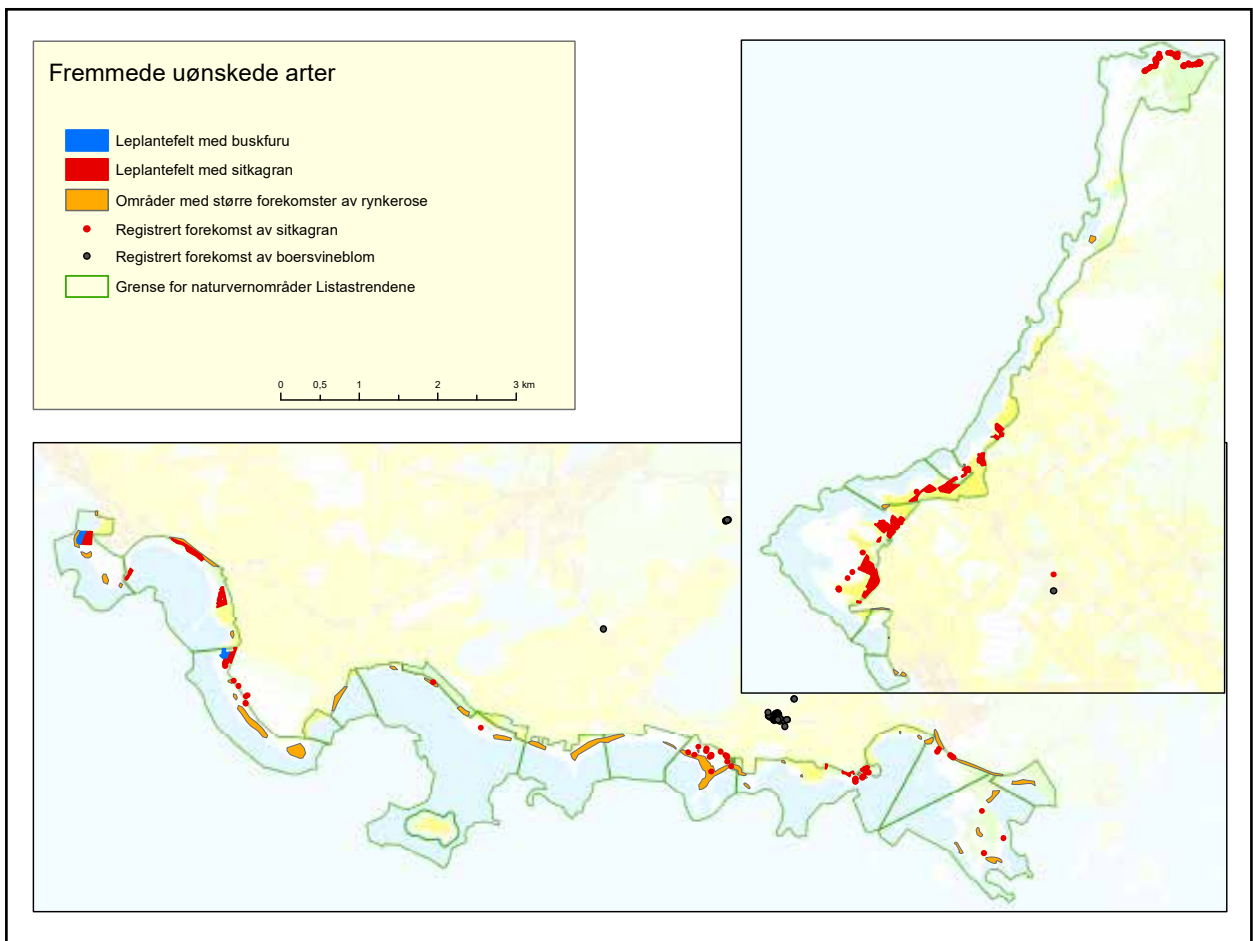 Fremmede uønskede arter
Leplantefelt med buskfuru
Leplantefelt med sitkagran
Områder med større forekomster av rynkerose
Registrert forekomst av sitkagran
Registrert forekomst av boersvineblom
Grense for naturvernområder Listastrendene
0 0,5 1 2 3 km